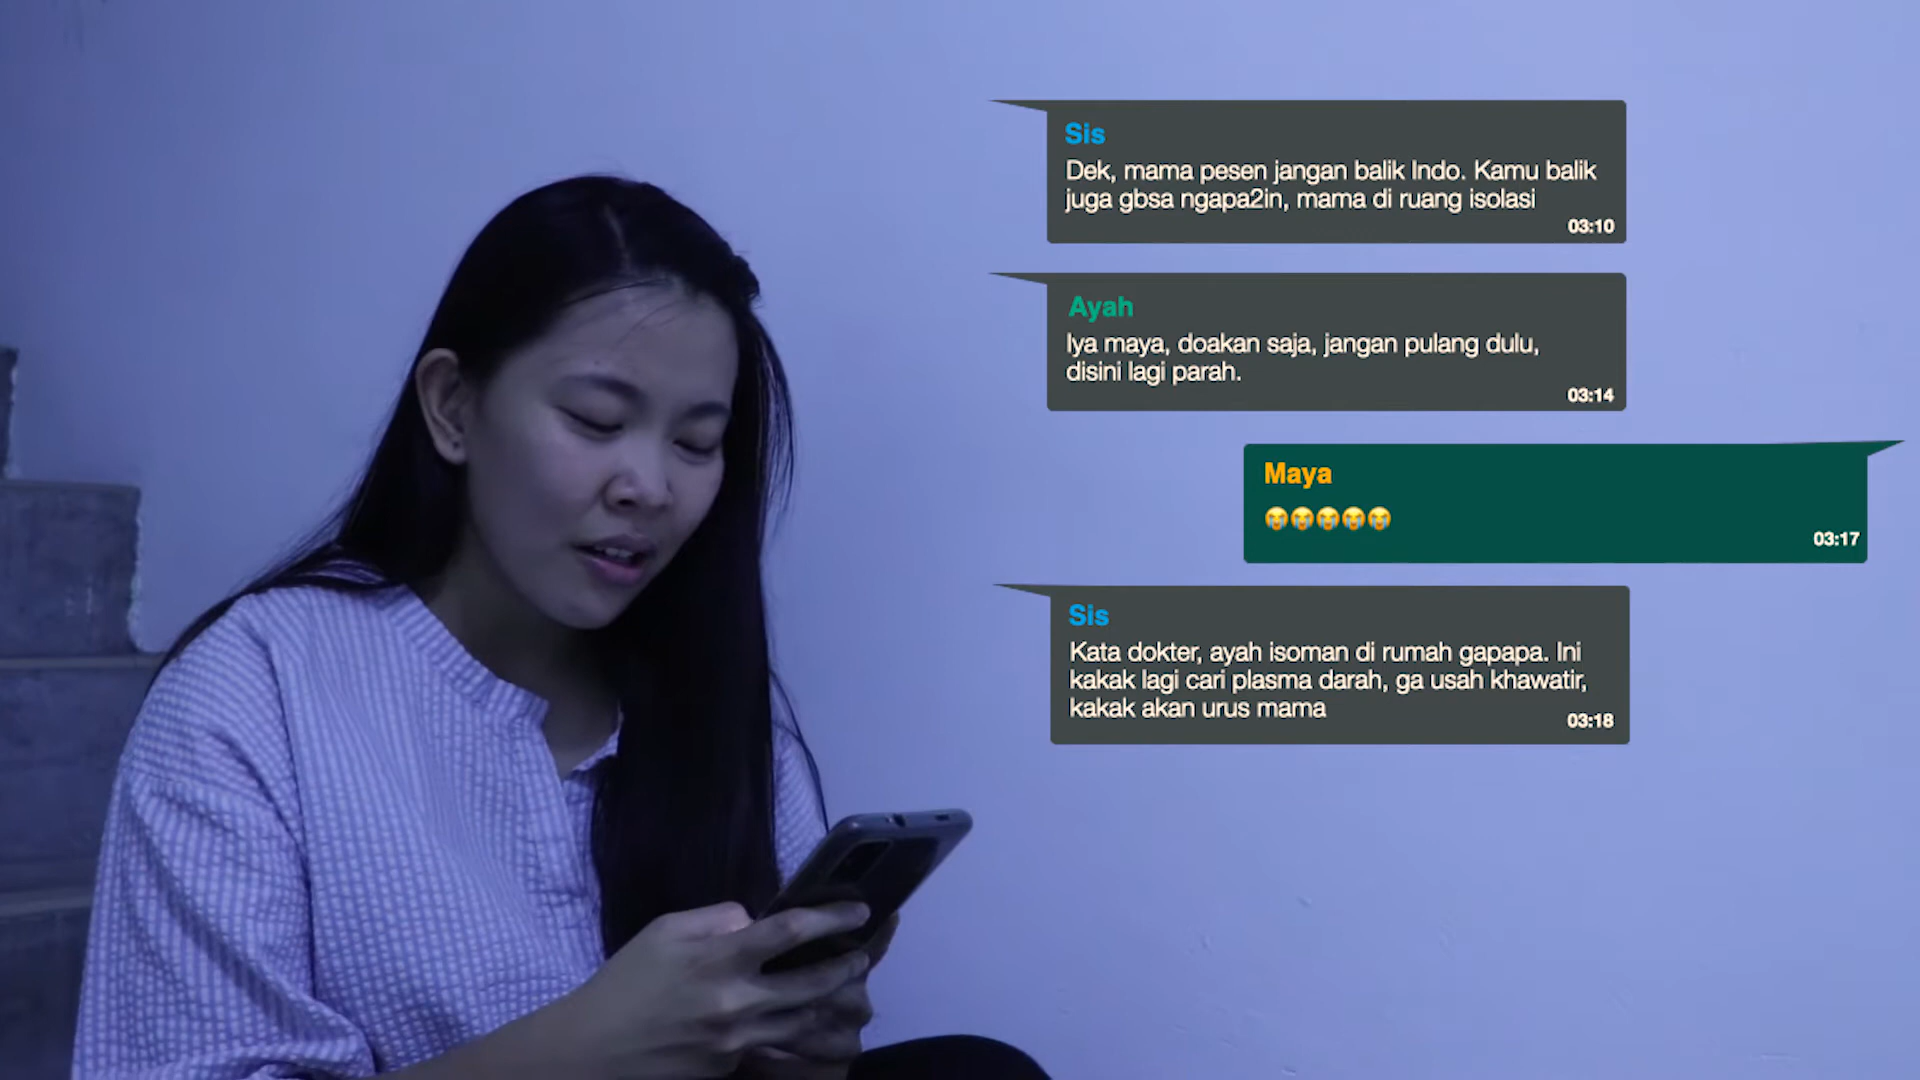 Sis
Dek, mama pesen jangan balik Indo. Kamu balik
juga gbsa ngapa2in, mama di ruang isolasi
03:10
Ayah
Iya maya, doakan saja, jangan pulang dulu,
disini lagi parah.
03:14
Maya
😭😭😭😭😭
03:17
Sis
Kata dokter, ayah isoman di rumah gapapa. Ini
kakak lagi cari plasma darah, ga usah khawatir,
kakak akan urus mama
03:18